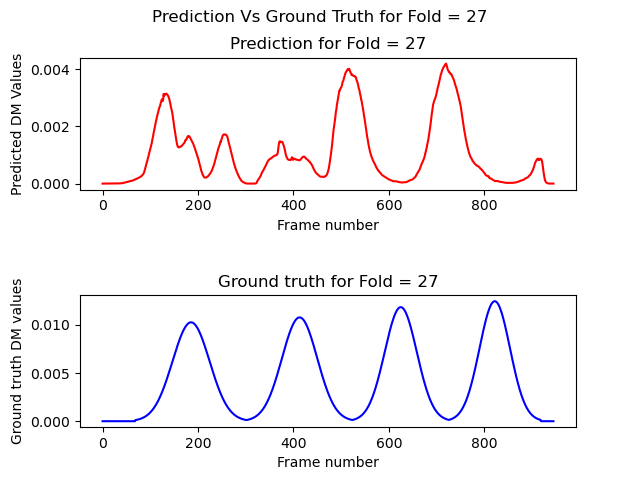 Prediction Vs Ground Truth for Fold = 27
Prediction for Fold = 27
Predicted DM Values
0.004
0.002
0.000
0 200 400 600 800
Frame number
Ground truth for Fold = 27
Ground truth DM values
0.010
0.005
0.000
0 200 400 600 800
Frame number